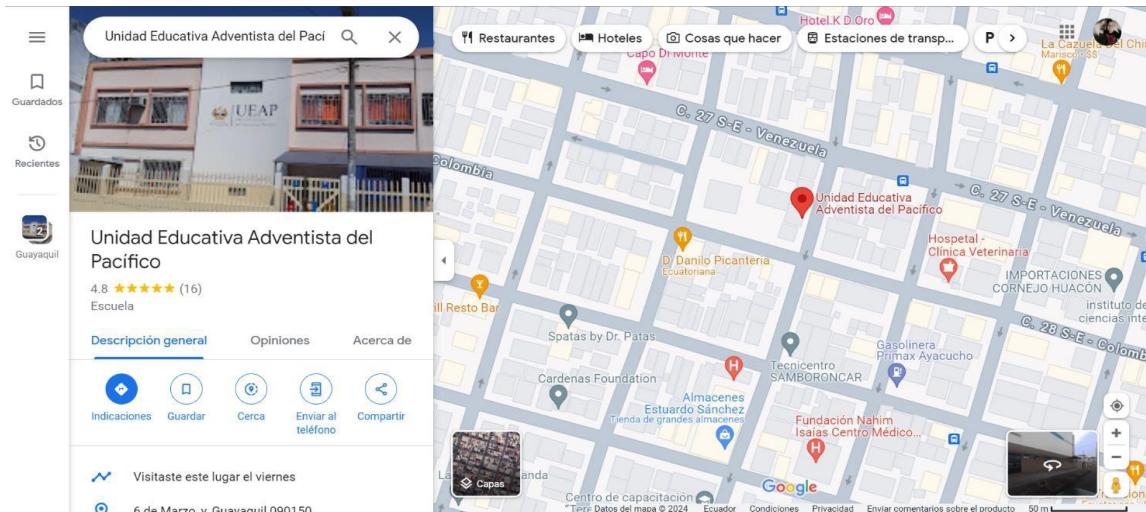 Unidad Educativa Adventista del Pací
Guardados
Recientes
2
Guayaquil
UEAP
Unidad Educativa Adventista del
Pacífico
4.8 (16)
Escuela
Descripción general
Opiniones
Acerca de
Indicaciones
Guardar
Cerca
Enviar al
teléfono
Compartir
Visitaste este lugar el viernes
6 de Marzo, y, Guayaquil 090150
Restaurantes
Hoteles
Cosas que hacer
Estaciones de transp...
P
Hotel K D'Oro
Capo Di Monte
La Cazuela Del Chi
Marisco • $$
C. 27 S-E - Venezuela
Colombia
Unidad Educativa
Adventista del Pacífico
C. 27 S-E - Venezuela
D' Danilo Picanteria
Ecuatoriana
Hospetal -
Clínica Veterinaria
IMPORTACIONES
CORNEJO HUACÓN
instituto de
ciencias inte
ill Resto Bar
C. 28 S-E - Colomb
Spatas by Dr. Patas
Tecnicentro
SAMBORONCAR
Gasolinera
Primax Ayacucho
H
Cardenas Foundation
Almacenes
Estuardo Sánchez
Tienda de grandes almacenes
Fundación Nahim
Isaías Centro Médico...
H
Capas
anda
Centro de capacitación
Google
Datos del mapa © 2024 Ecuador Condiciones Privacidad Enviar comentarios sobre el producto 50 m